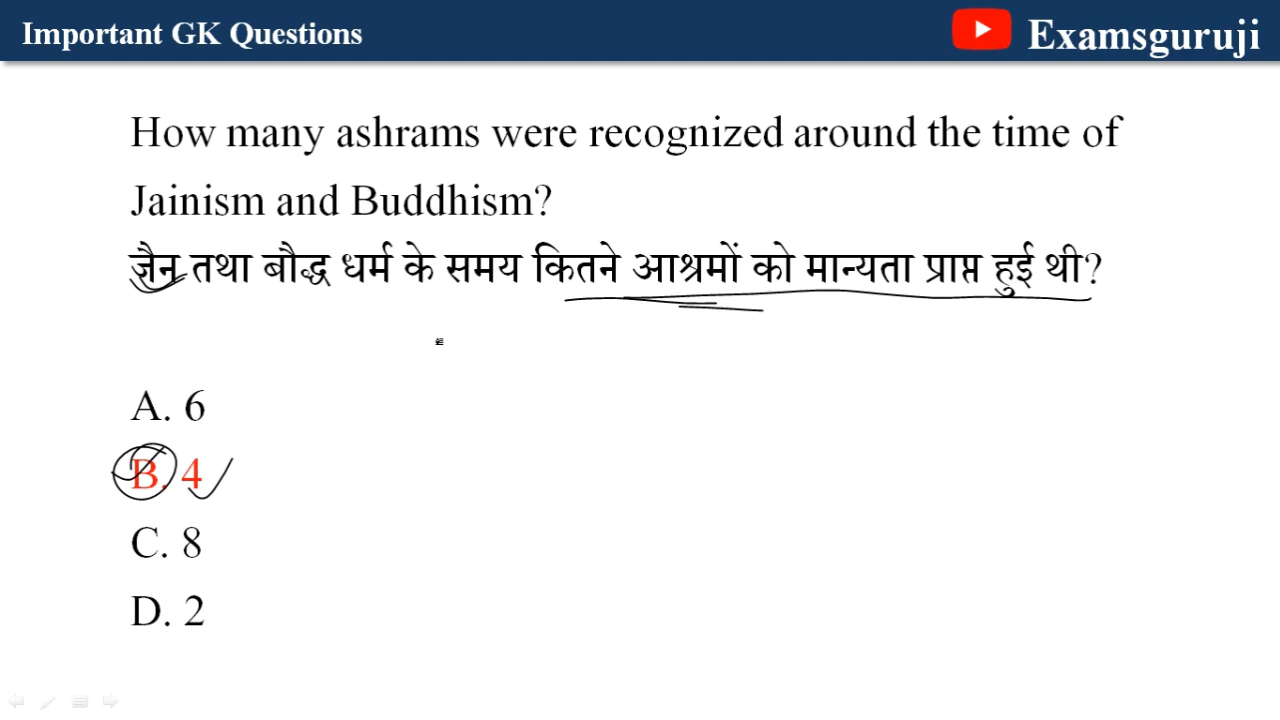 Important GK Questions
Examsguruji
How many ashrams were recognized around the time of
Jainism and Buddhism?
जैन तथा बौद्ध धर्म के समय कितने आश्रमों को मान्यता प्राप्त हुई थी?
A. 6
B. 4
C. 8
D. 2